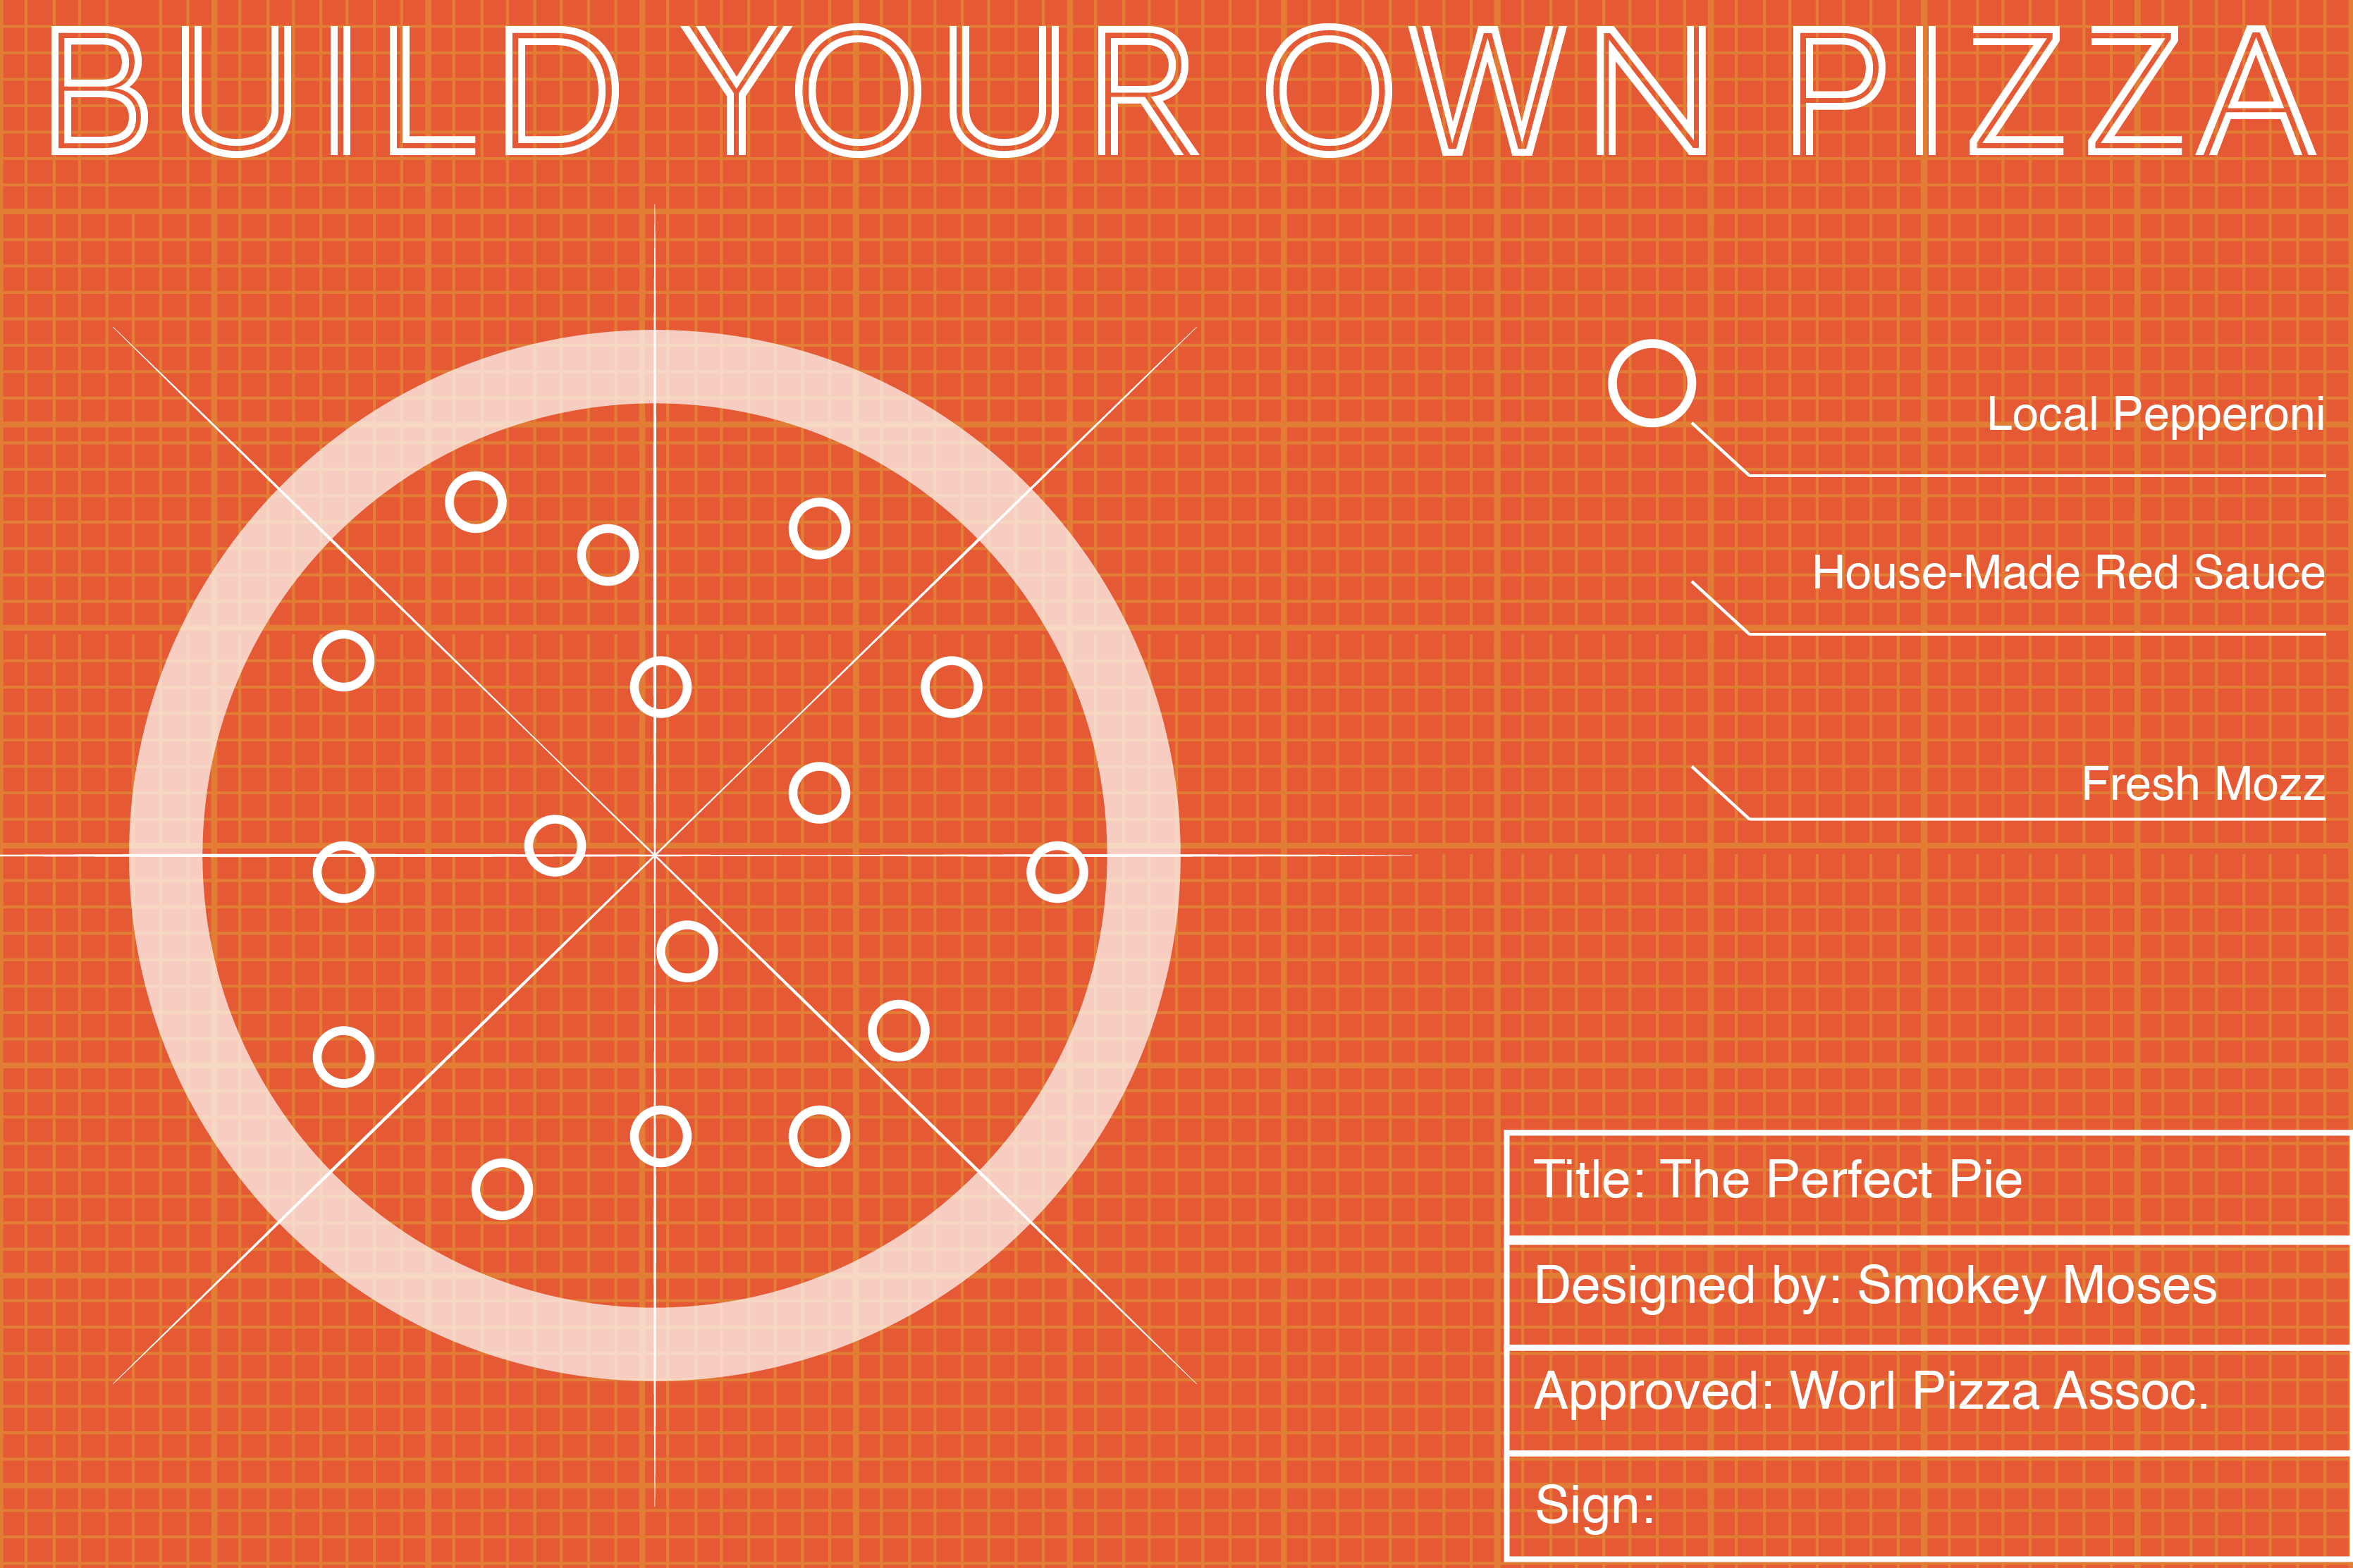 BUILD YOUR OWN PIZZA
Local Pepperoni
House-Made Red Sauce
Fresh Mozz
Title: The Perfect Pie
Designed by: Smokey Moses
Approved: Worl Pizza Assoc.
Sign: